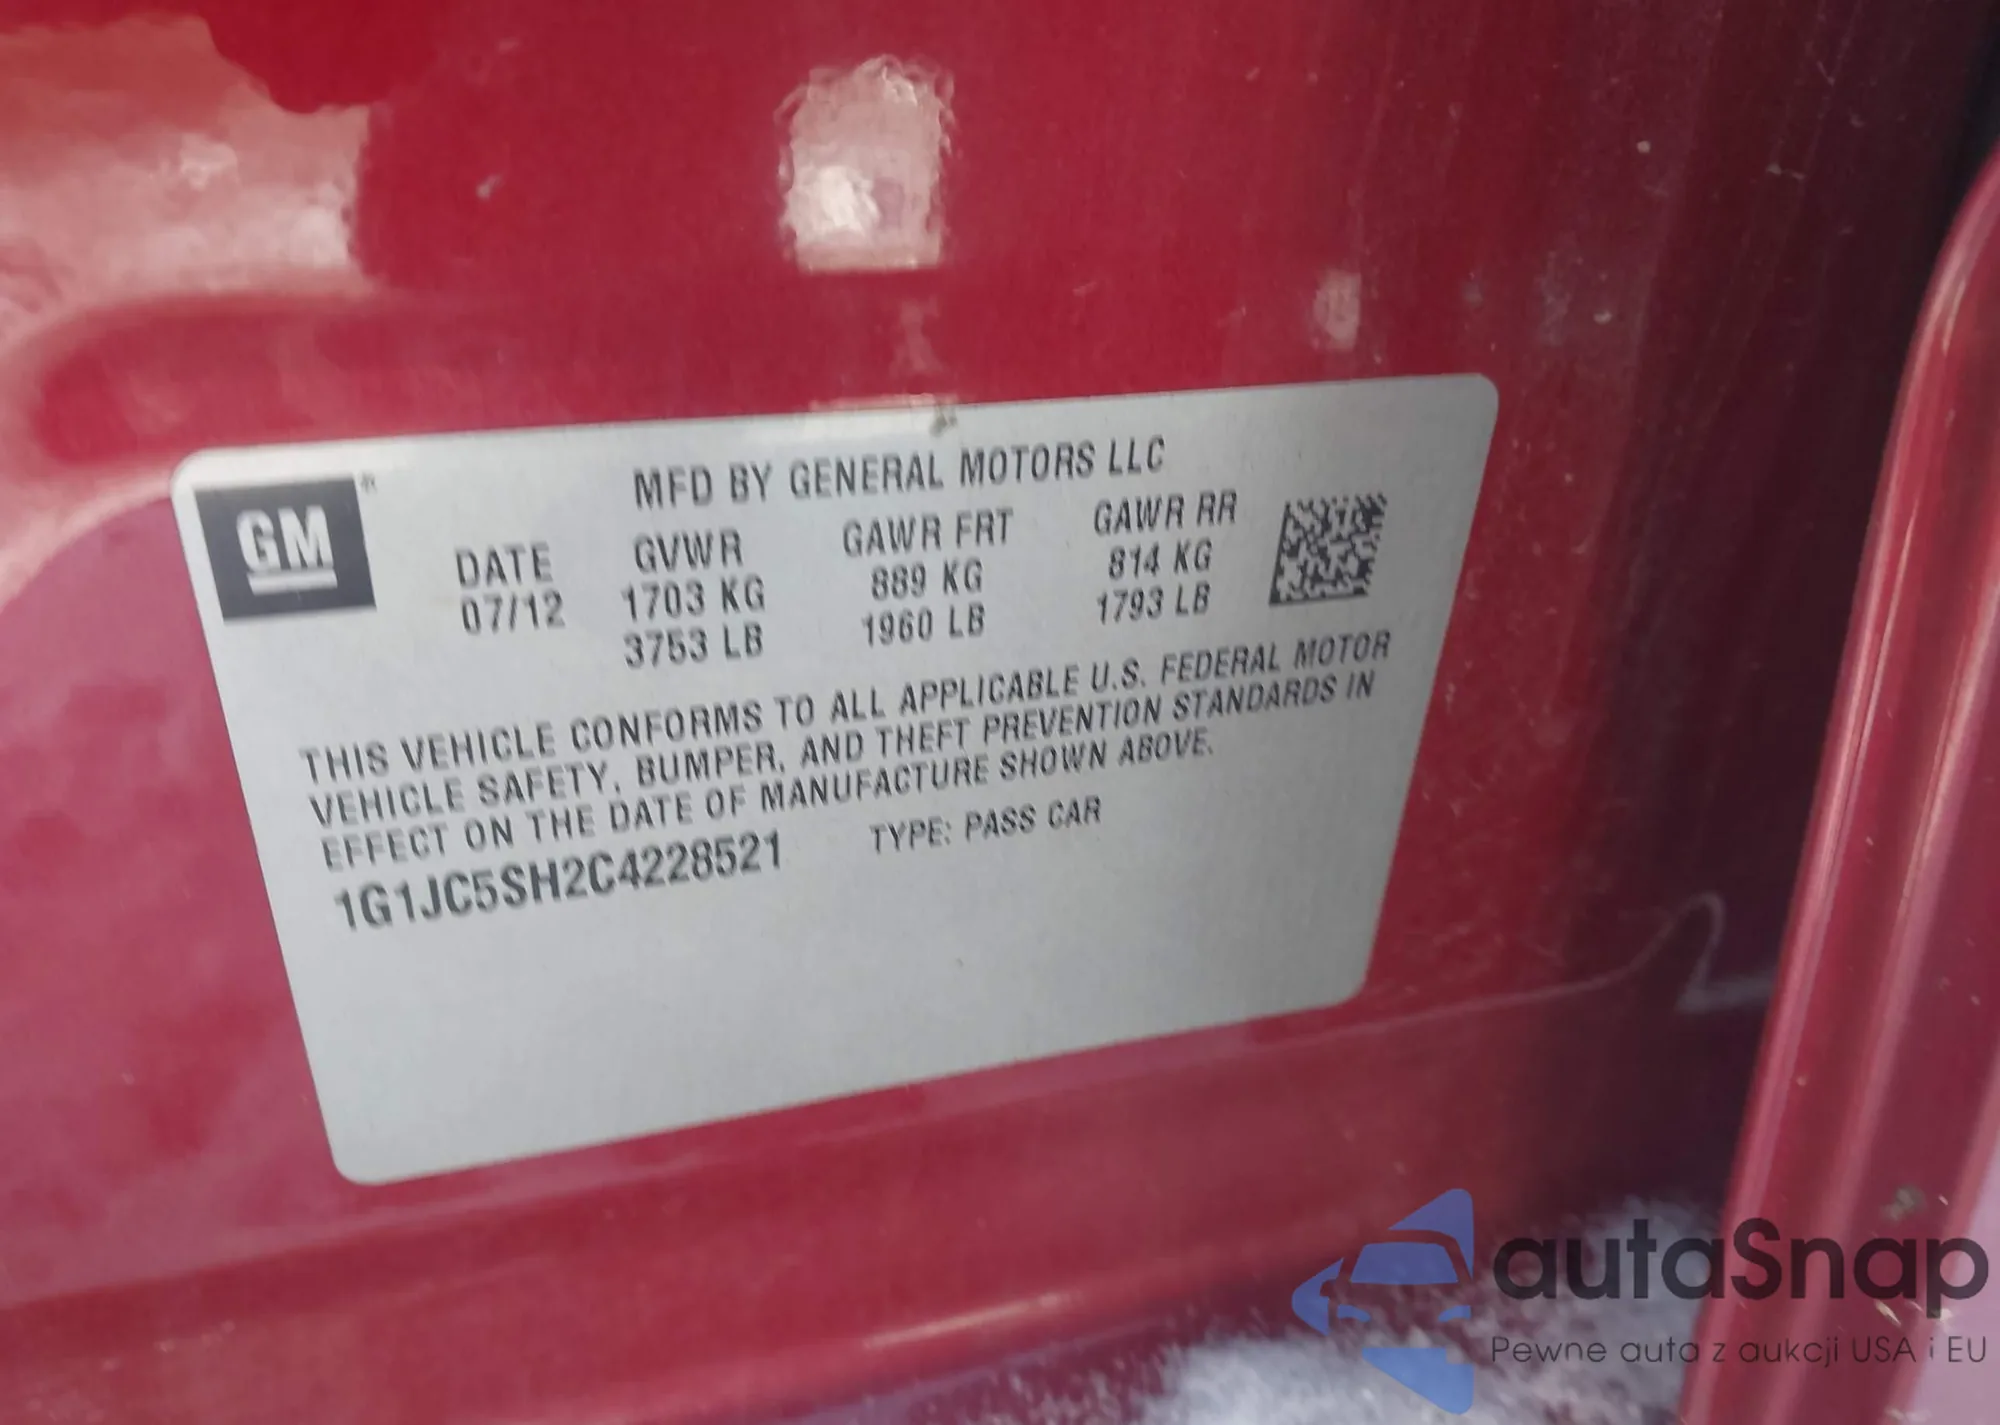 GM®
MFD BY GENERAL MOTORS LLC
DATE GVWR GAWR FRT GAWR RR
07/12 1703 KG 889 KG 814 KG
3753 LB 1960 LB 1793 LB
THIS VEHICLE CONFORMS TO ALL APPLICABLE U.S. FEDERAL MOTOR
VEHICLE SAFETY, BUMPER, AND THEFT PREVENTION STANDARDS IN
EFFECT ON THE DATE OF MANUFACTURE SHOWN ABOVE.
1G1JC5SH2C4228521 TYPE: PASS CAR
autaSnap
Pewne auta z aukcji USA i EU